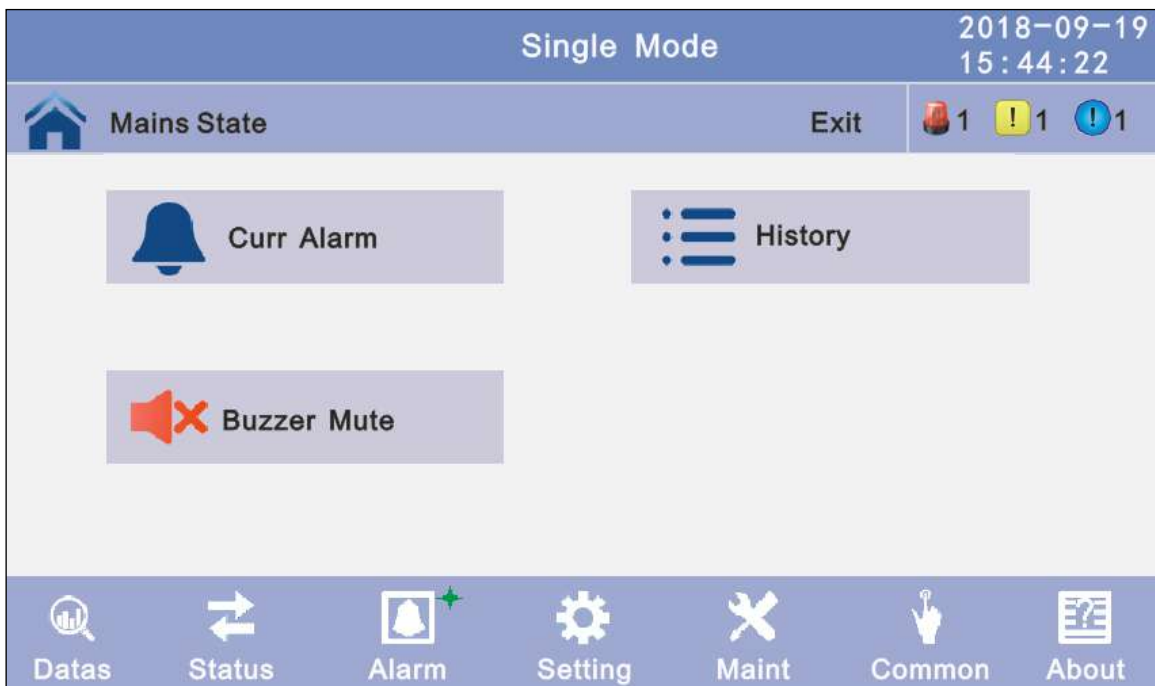 Single Mode
2018-09-19
15:44:22
Mains State
Exit
1
! 1
! 1
Curr Alarm
History
Buzzer Mute
Datas
Status
Alarm
Setting
Maint
Common
? About